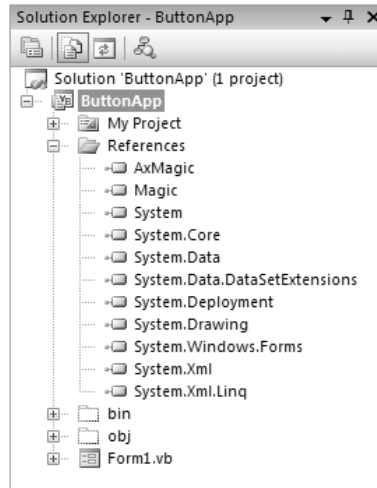 Solution Explorer - ButtonApp
Solution 'ButtonApp' (1 project)
ButtonApp
My Project
References
AxMagic
Magic
System
System.Core
System.Data
System.Data.DataSetExtensions
System.Deployment
System.Drawing
System.Windows.Forms
System.Xml
System.Xml.Linq
bin
obj
Form1.vb